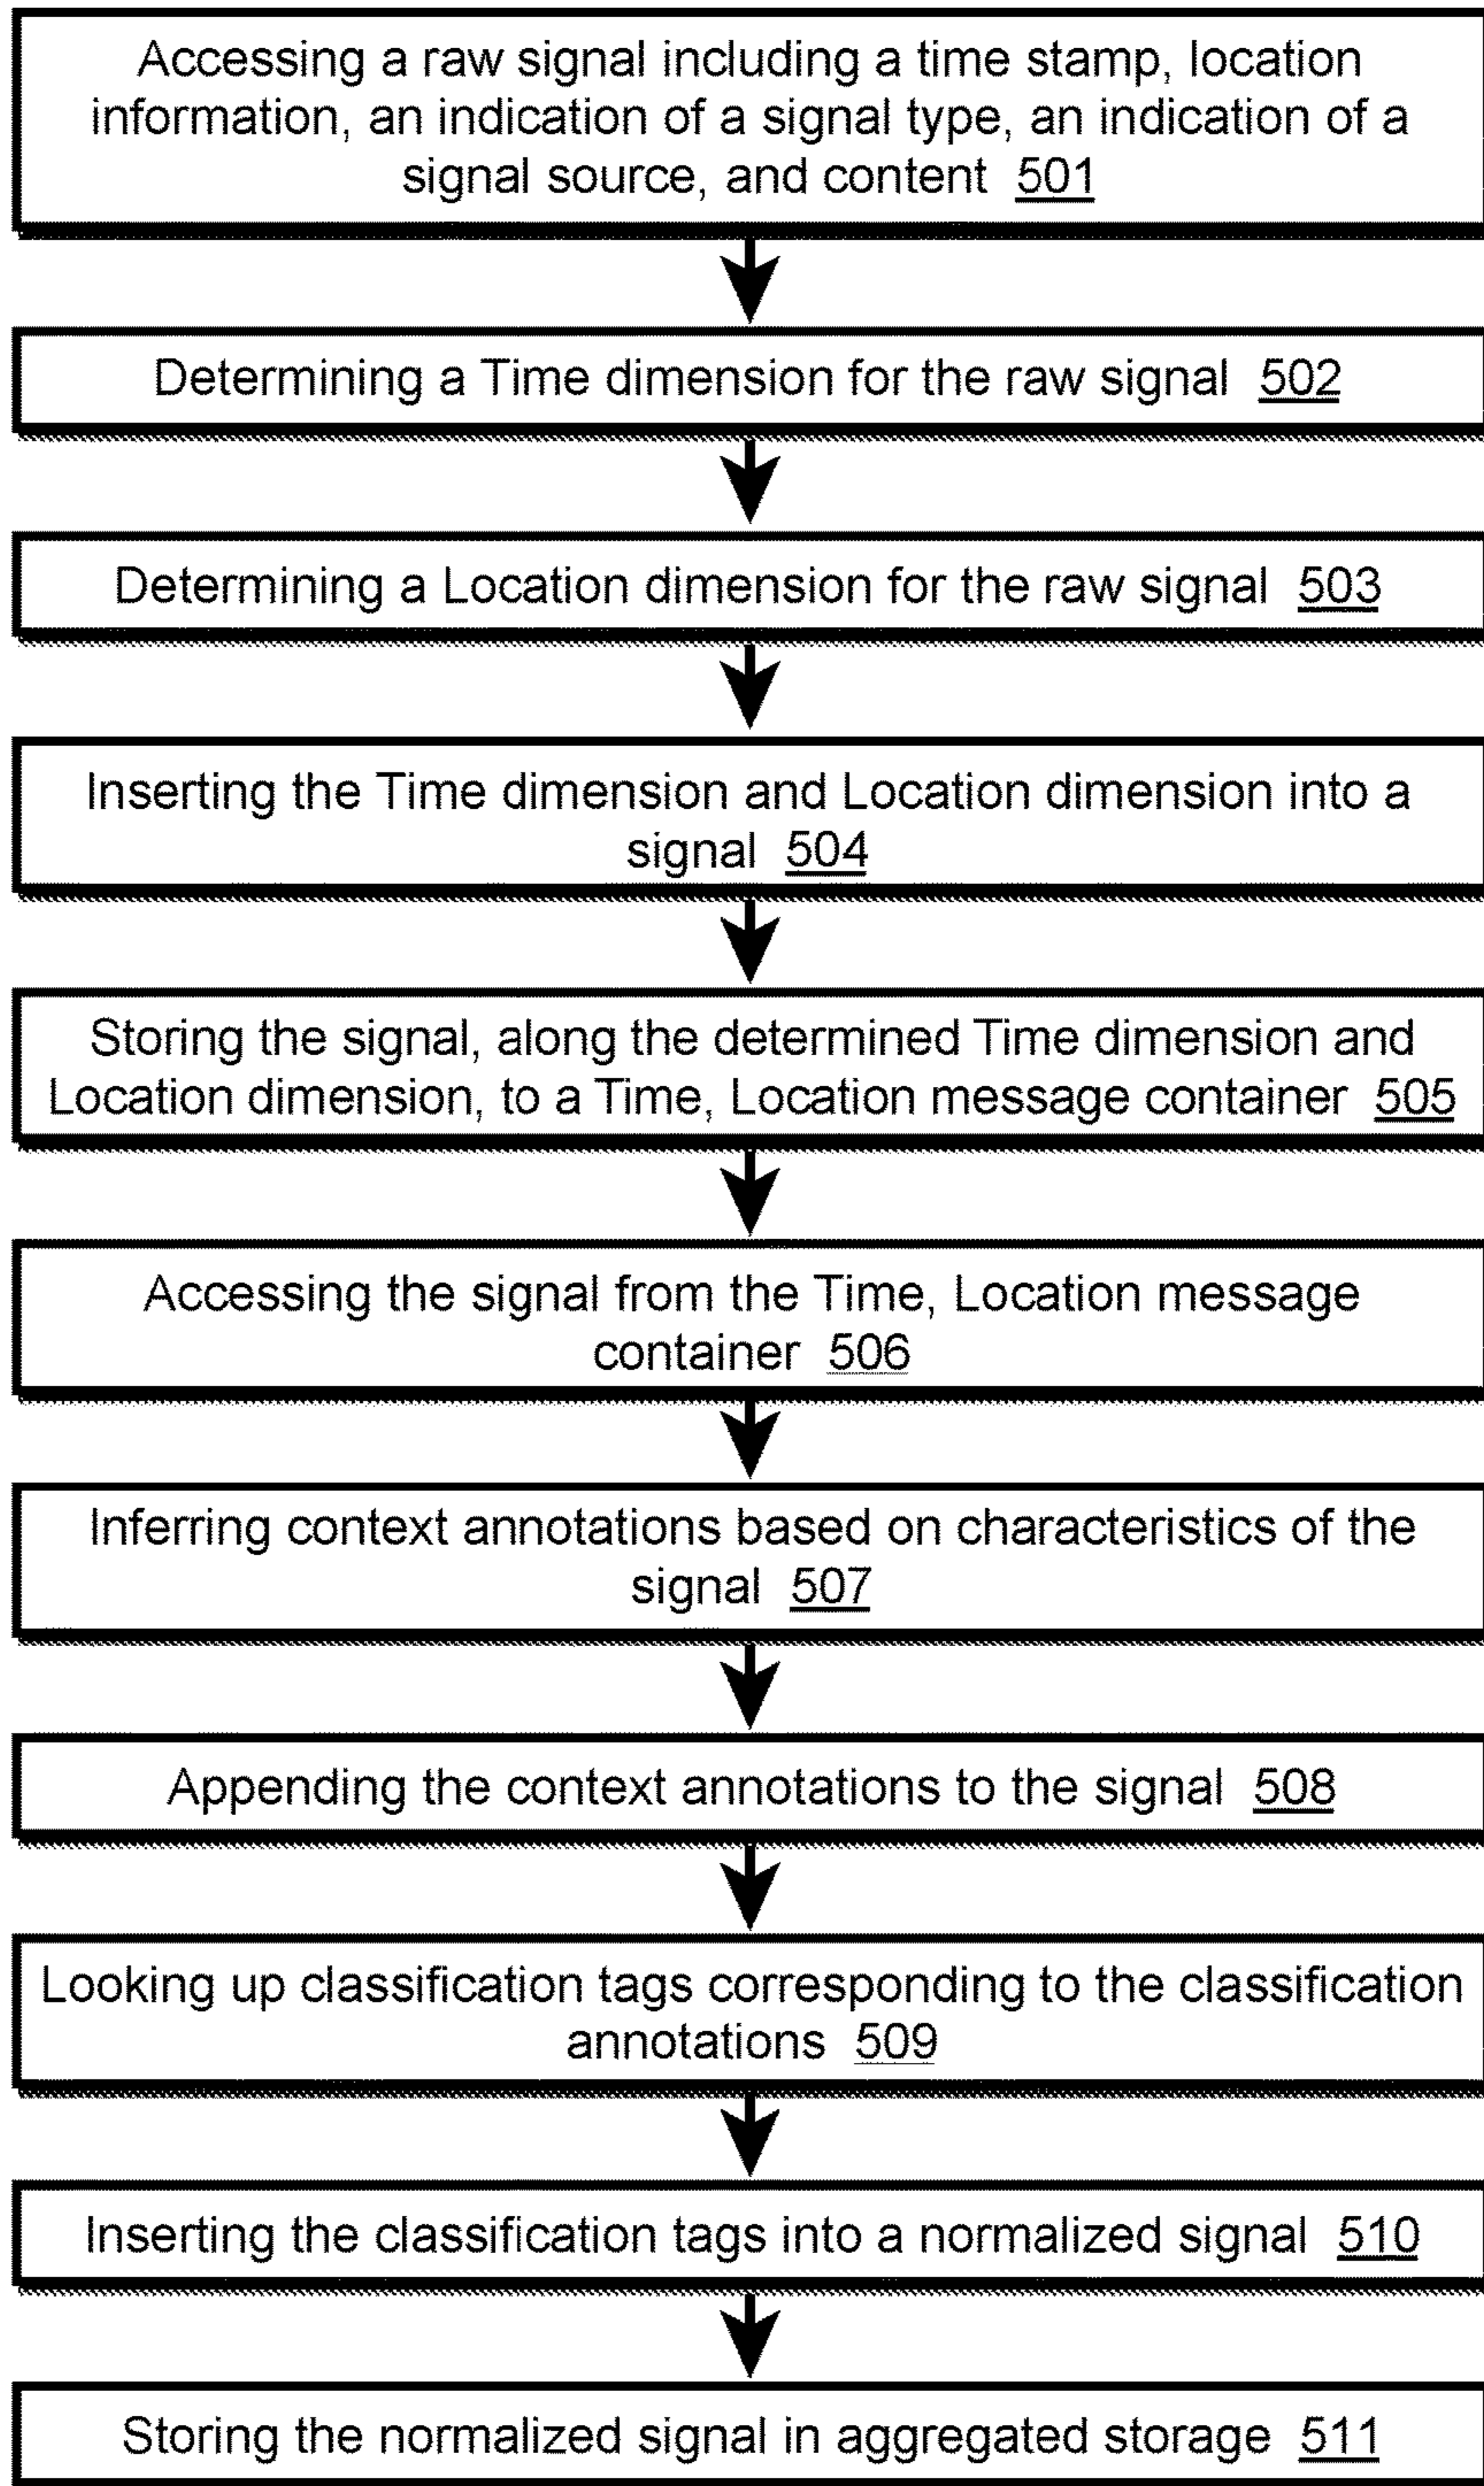 Accessing a raw signal including a time stamp, location
information, an indication of a signal type, an indication of a
signal source, and content 501
Determining a Time dimension for the raw signal 502
Determining a Location dimension for the raw signal 503
Inserting the Time dimension and Location dimension into a
signal 504
Storing the signal, along the determined Time dimension and
Location dimension, to a Time, Location message container 505
Accessing the signal from the Time, Location message
container 506
Inferring context annotations based on characteristics of the
signal 507
Appending the context annotations to the signal 508
Looking up classification tags corresponding to the classification
annotations 509
Inserting the classification tags into a normalized signal 510
Storing the normalized signal in aggregated storage 511